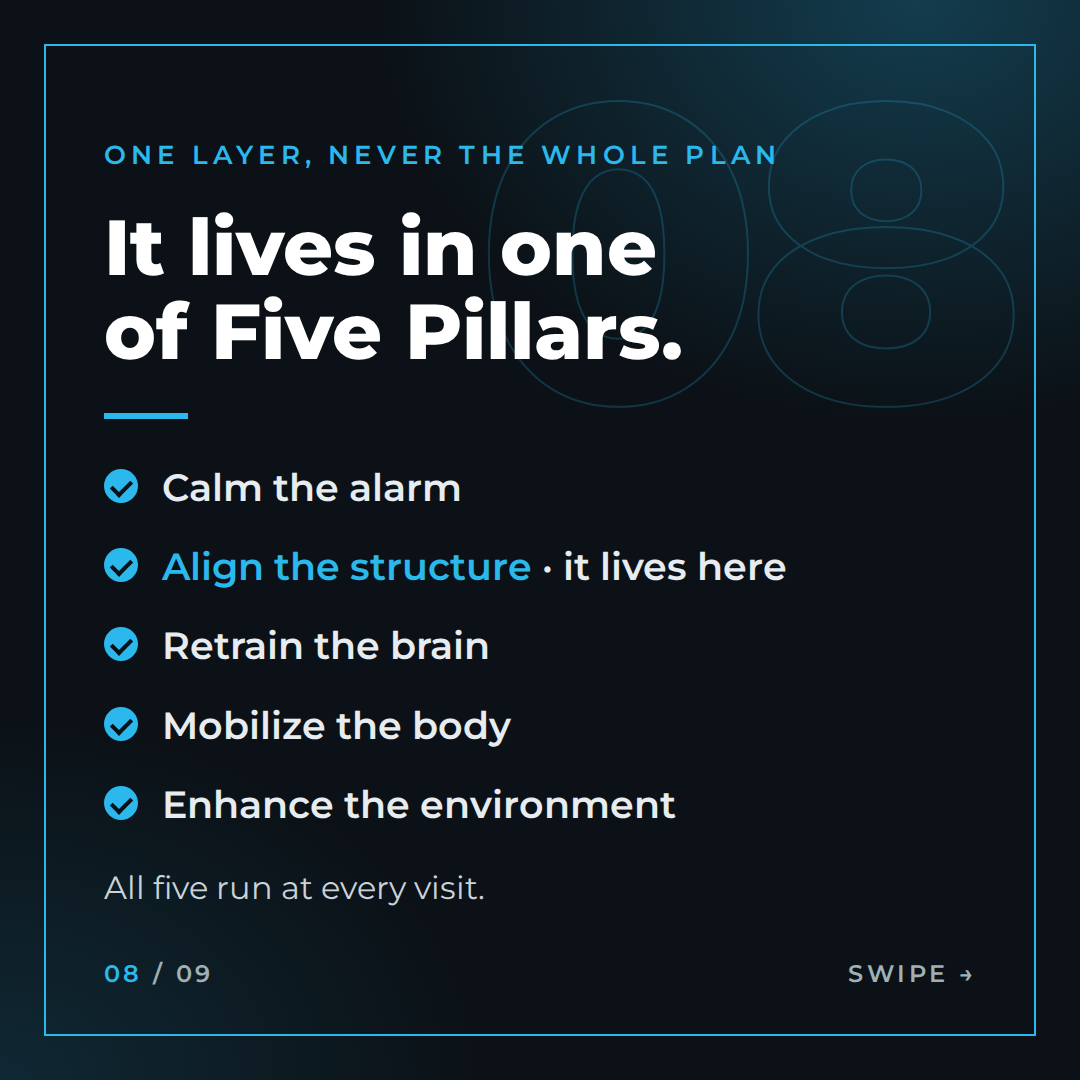 08
ONE LAYER, NEVER THE WHOLE PLAN
It lives in one
of Five Pillars.
Calm the alarm
Align the structure · it lives here
Retrain the brain
Mobilize the body
Enhance the environment
All five run at every visit.
08 / 09
SWIPE →